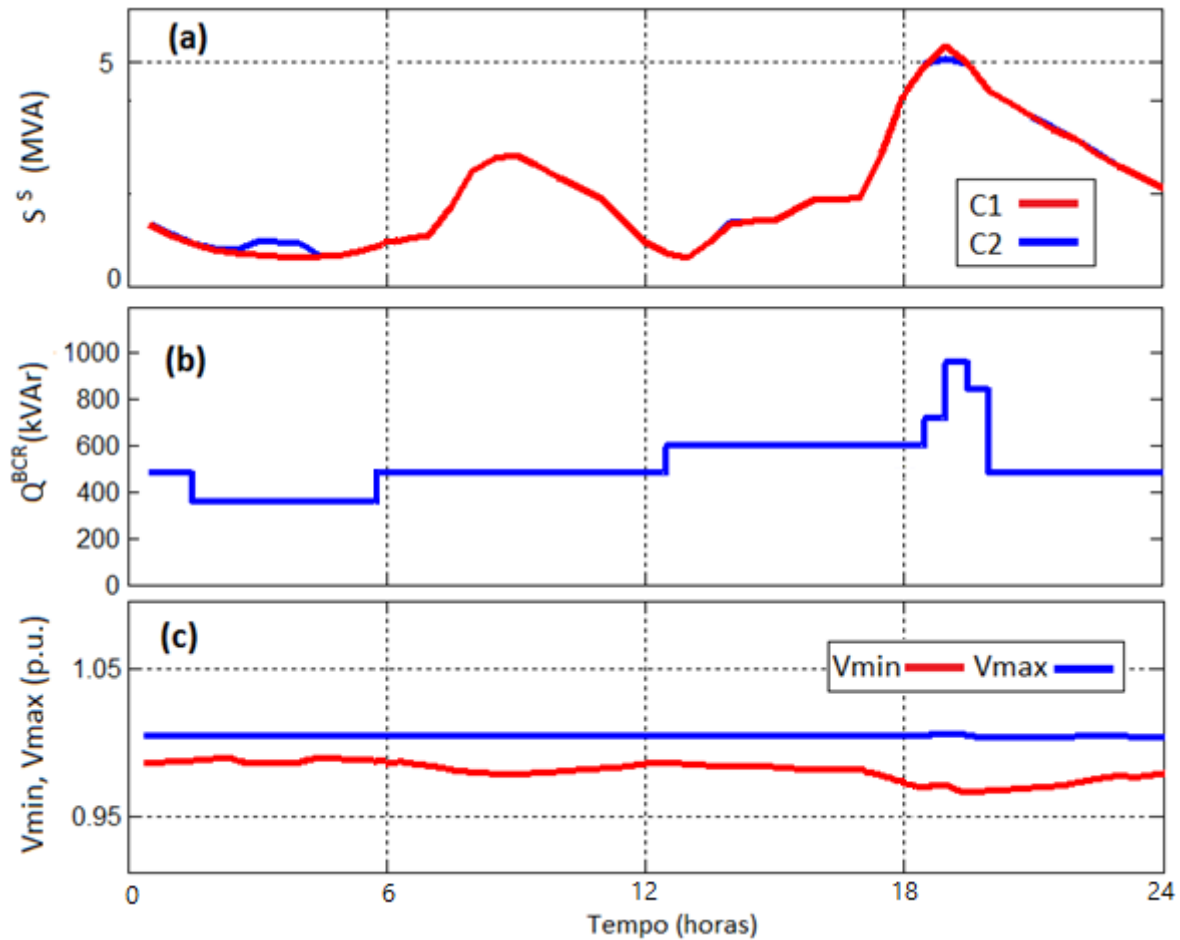 (a)
5
0
S^S (MVA)
C1
C2
(b)
1000
800
600
400
200
0
Q^BCR(kVAr)
(c)
1.05
0.95
Vmin, Vmax (p.u.)
Vmin Vmax
0 6 12 18 24
Tempo (horas)